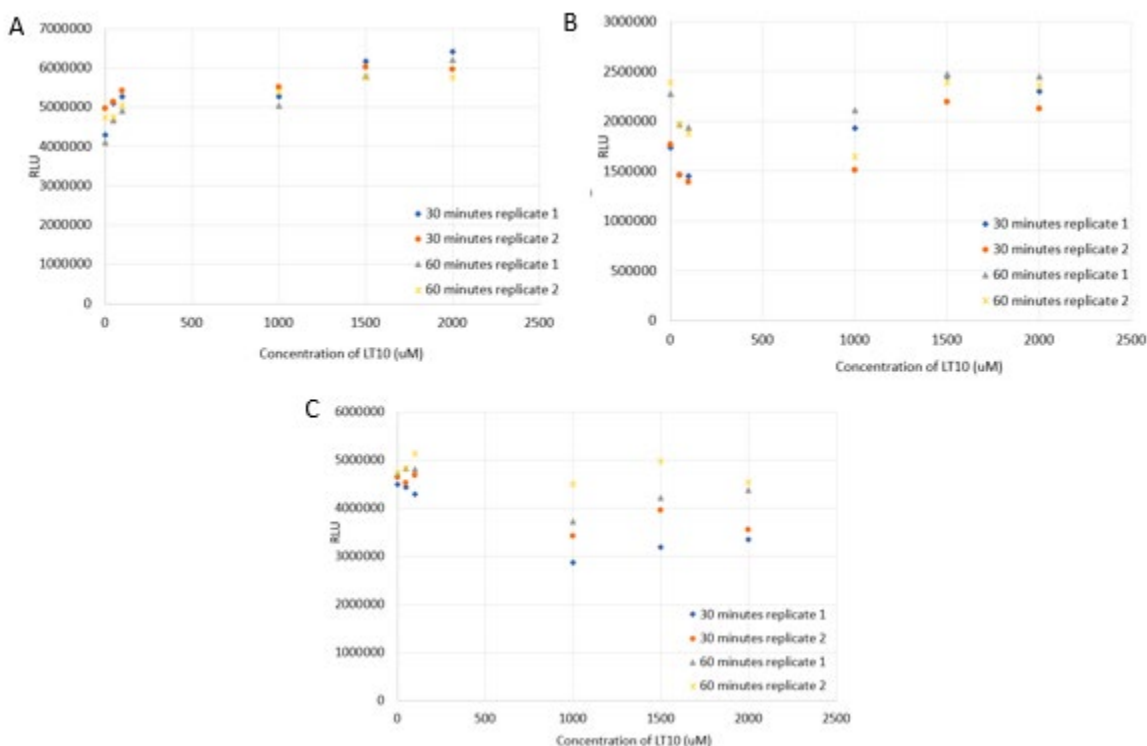 A
7000000
6000000
5000000
4000000
3000000
2000000
1000000
0
RLU
0 500 1000 1500 2000 2500
Concentration of LT10 (uM)
30 minutes replicate 1
30 minutes replicate 2
60 minutes replicate 1
60 minutes replicate 2
B
3000000
2500000
2000000
1500000
1000000
500000
0
RLU
0 500 1000 1500 2000 2500
Concentration of LT10 (uM)
30 minutes replicate 1
30 minutes replicate 2
60 minutes replicate 1
60 minutes replicate 2
C
6000000
5000000
4000000
3000000
2000000
1000000
0
RLU
0 500 1000 1500 2000 2500
Concentration of LT10 (uM)
30 minutes replicate 1
30 minutes replicate 2
60 minutes replicate 1
60 minutes replicate 2